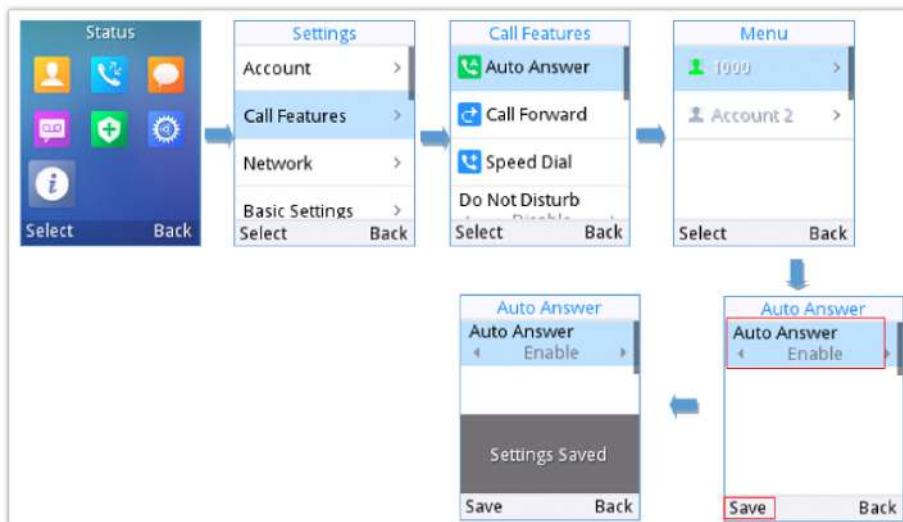 Status
Select Back
Settings
Account
Call Features
Network
Basic Settings
Select Back
Call Features
Auto Answer
Call Forward
Speed Dial
Do Not Disturb
Disable
Select Back
Menu
1000
Account 2
Select Back
Auto Answer
Auto Answer
Enable
Save Back
Auto Answer
Auto Answer
Enable
Settings Saved
Save Back